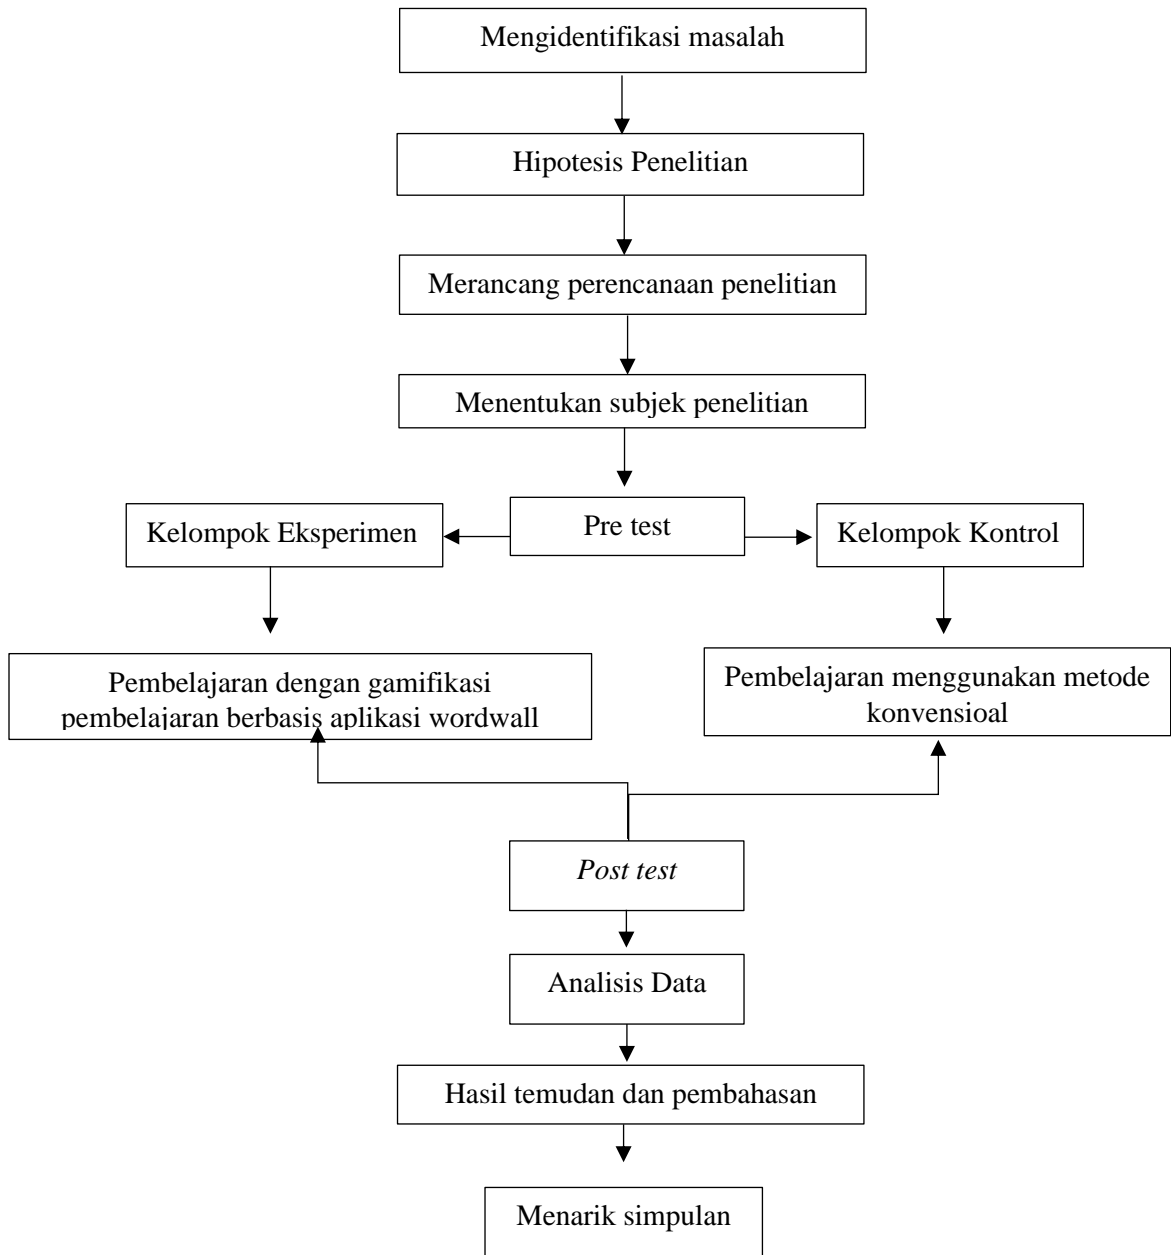 Mengidentifikasi masalah
Hipotesis Penelitian
Merancang perencanaan penelitian
Menentukan subjek penelitian
Pre test
Kelompok Eksperimen
Kelompok Kontrol
Pembelajaran dengan gamifikasi
pembelajaran berbasis aplikasi wordwall
Pembelajaran menggunakan metode
konvensioal
Post test
Analisis Data
Hasil temudan dan pembahasan
Menarik simpulan